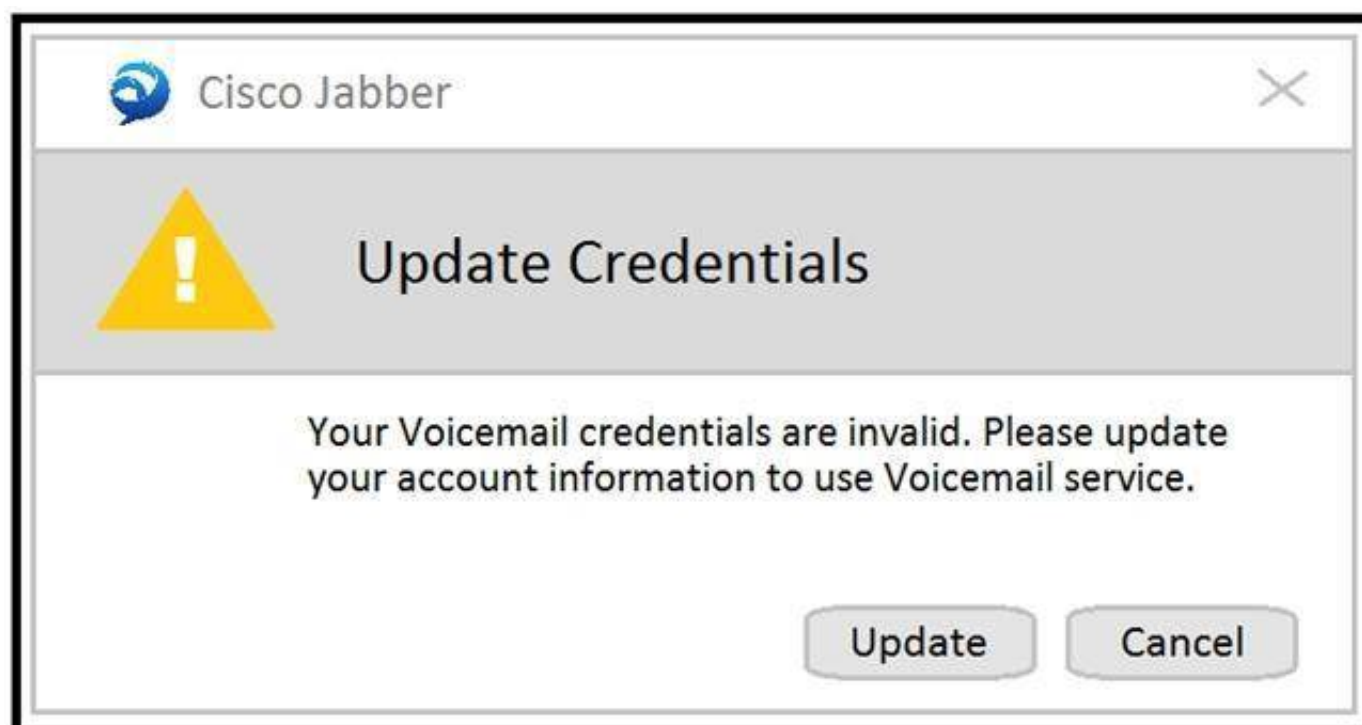 Cisco Jabber
Update Credentials
Your Voicemail credentials are invalid. Please update
your account information to use Voicemail service.
Update Cancel